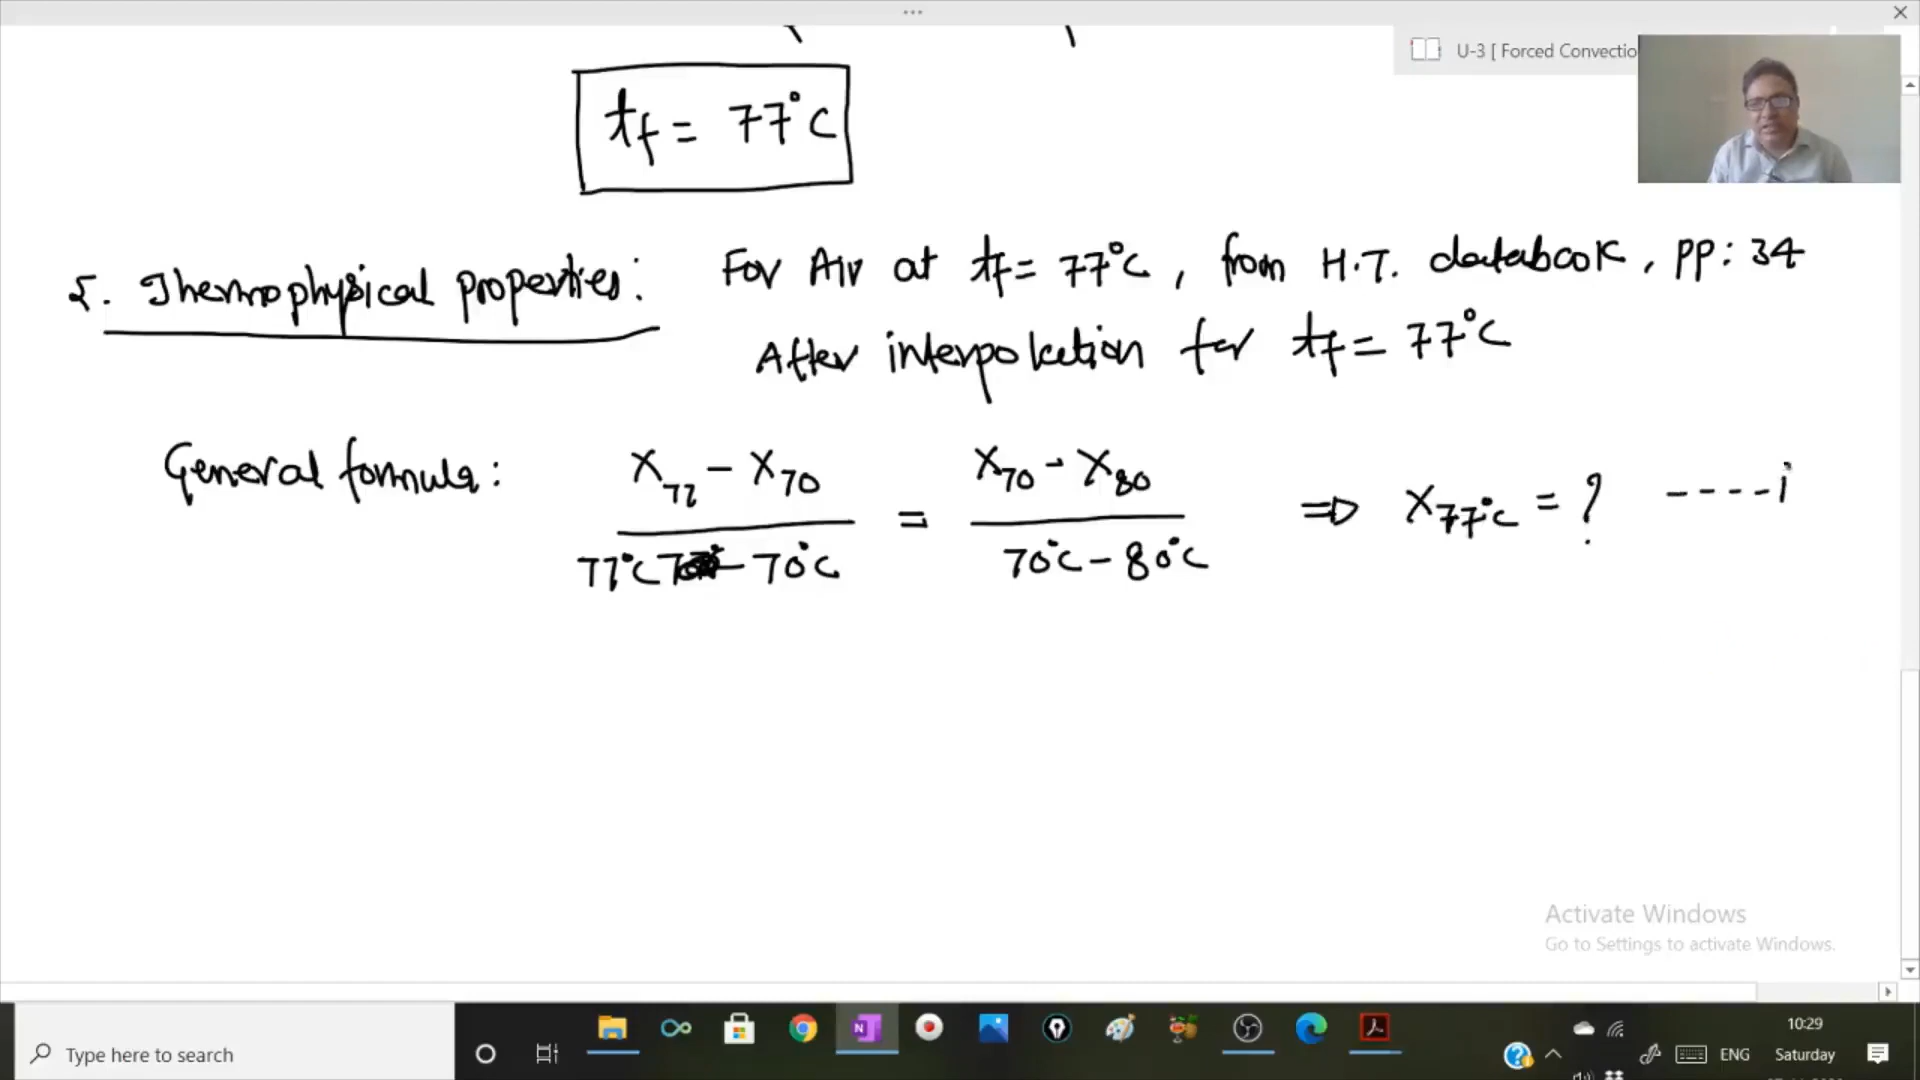 U-3 [ Forced Convectio
tf = 77°C
5. Thermophysical properties: For Air at tf = 77°C, from H.T. databook, pp: 34
After interpolation for tf = 77°C
General formula: X77 - X70 / 77°C - 70°C = X70 - X80 / 70°C - 80°C ⇒ X77°C = ? ----i
Activate Windows
Go to Settings to activate Windows.
Type here to search
10:29
ENG Saturday